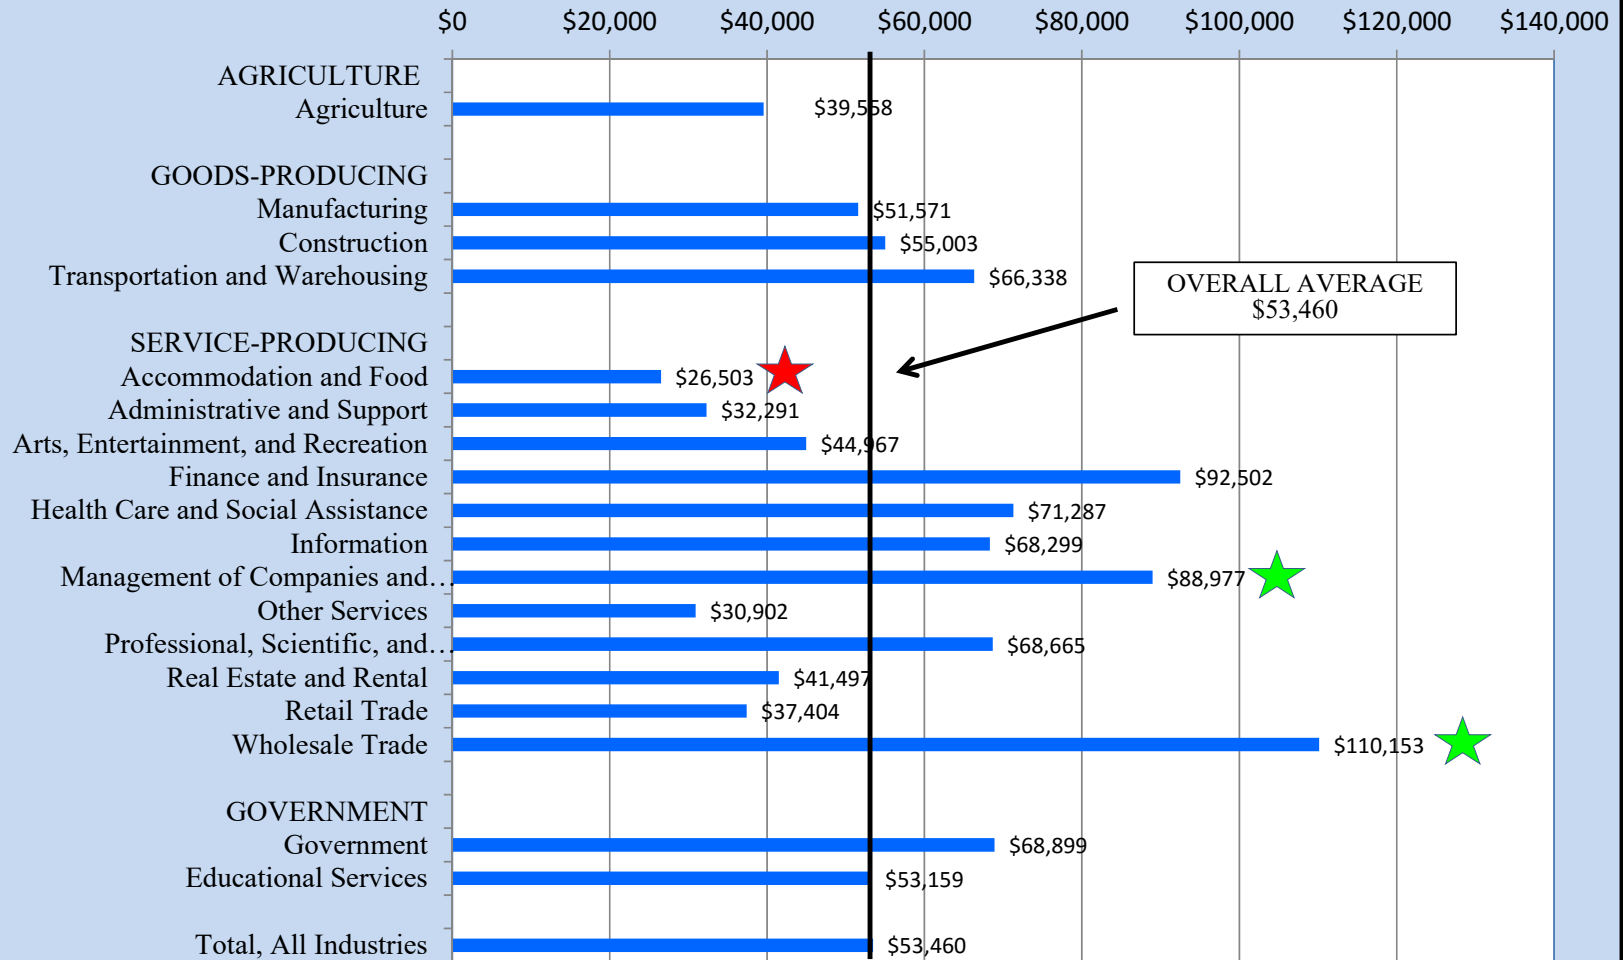 $0 $20,000 $40,000 $60,000 $80,000 $100,000 $120,000 $140,000
AGRICULTURE
Agriculture $39,558
GOODS-PRODUCING
Manufacturing $51,571
Construction $55,003
Transportation and Warehousing $66,338
OVERALL AVERAGE
$53,460
SERVICE-PRODUCING
Accommodation and Food $26,503
Administrative and Support $32,291
Arts, Entertainment, and Recreation $44,967
Finance and Insurance $92,502
Health Care and Social Assistance $71,287
Information $68,299
Management of Companies and… $88,977
Other Services $30,902
Professional, Scientific, and… $68,665
Real Estate and Rental $41,497
Retail Trade $37,404
Wholesale Trade $110,153
GOVERNMENT
Government $68,899
Educational Services $53,159
Total, All Industries $53,460